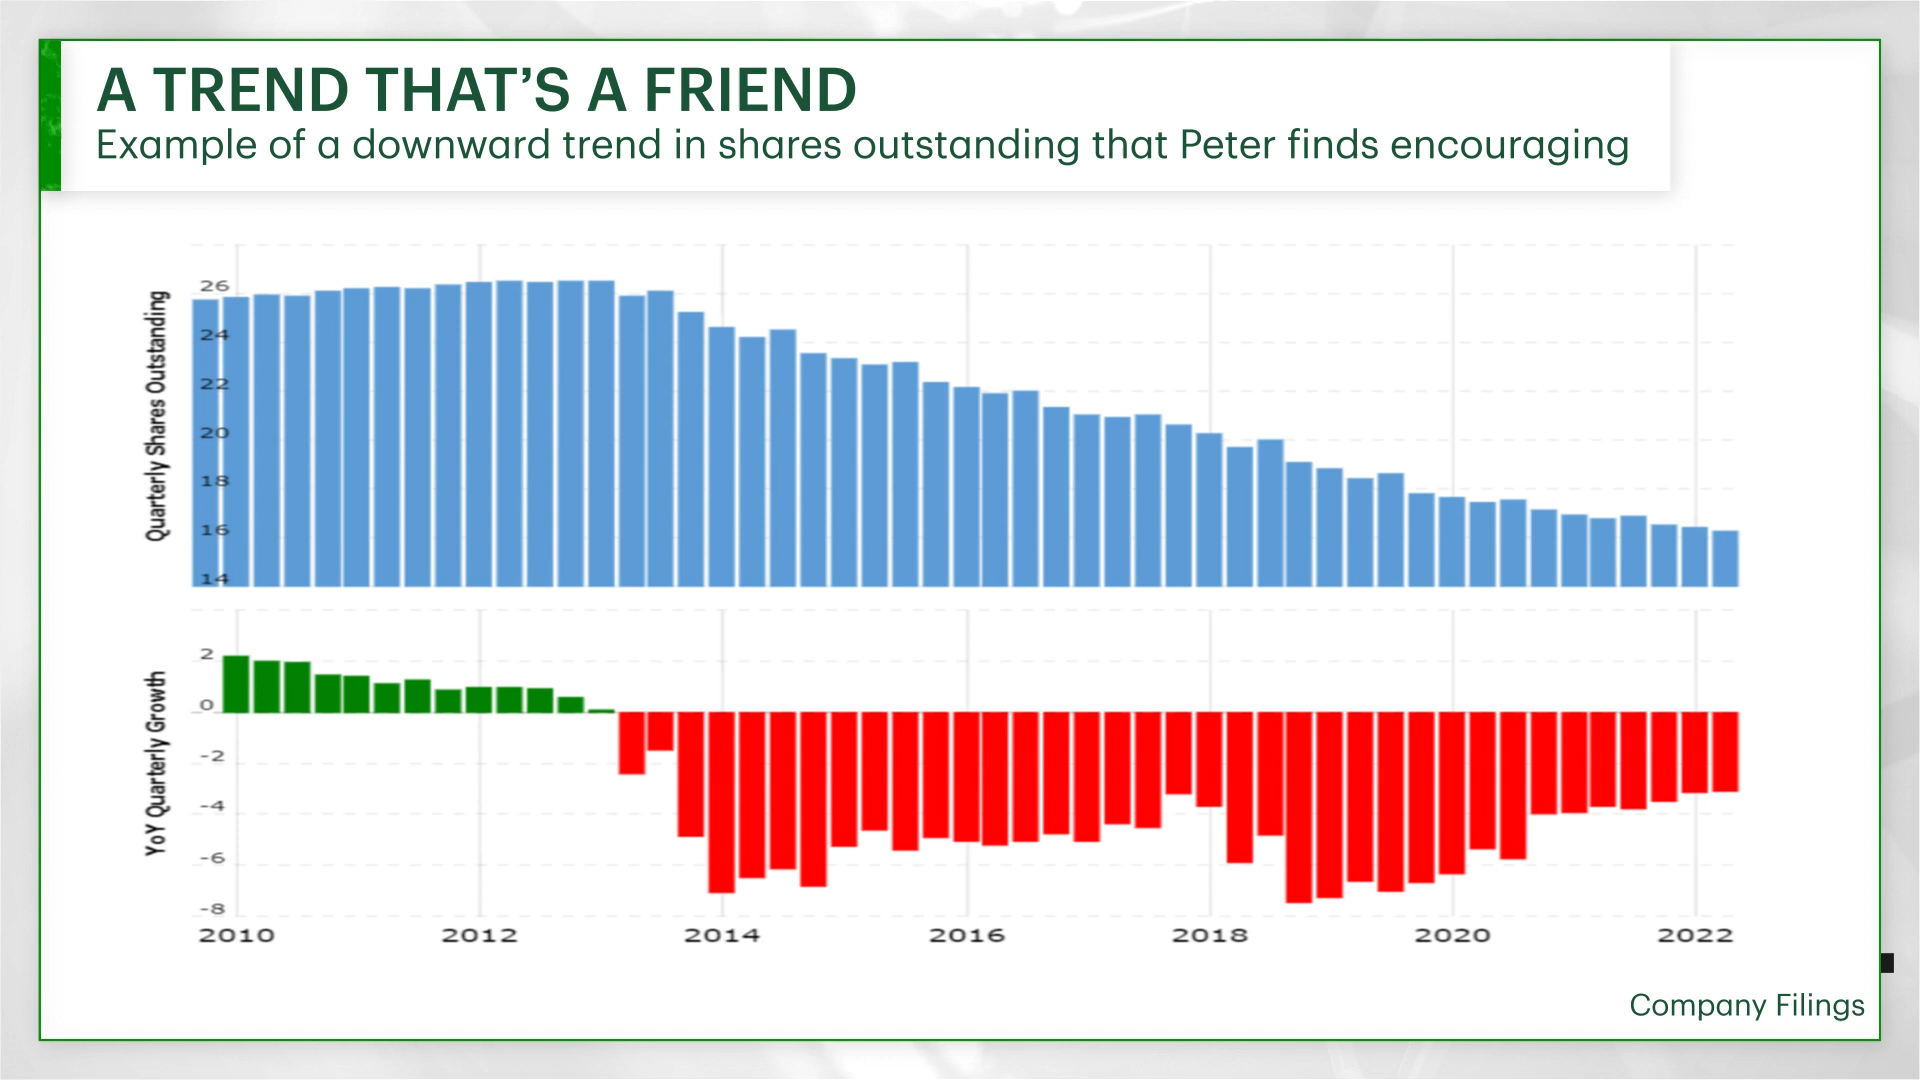 A TREND THAT’S A FRIEND
Example of a downward trend in shares outstanding that Peter finds encouraging
Quarterly Shares Outstanding
26
24
22
20
18
16
14
YoY Quarterly Growth
2
0
-2
-4
-6
-8
2010 2012 2014 2016 2018 2020 2022
Company Filings